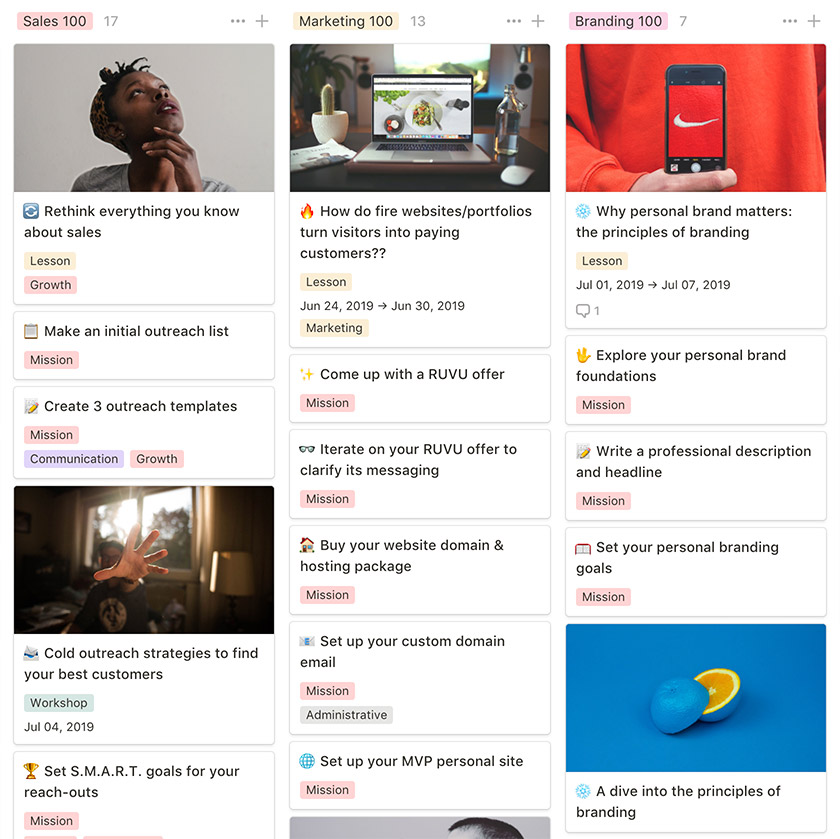 Sales 100 17
Rethink everything you know
about sales
Lesson
Growth
Make an initial outreach list
Mission
Create 3 outreach templates
Mission
Communication Growth
Cold outreach strategies to find
your best customers
Workshop
Jul 04, 2019
Set S.M.A.R.T. goals for your
reach-outs
Mission
Marketing 100 13
How do fire websites/portfolios
turn visitors into paying
customers??
Lesson
Jun 24, 2019 → Jun 30, 2019
Marketing
Come up with a RUVU offer
Mission
Iterate on your RUVU offer to
clarify its messaging
Mission
Buy your website domain &
hosting package
Mission
Set up your custom domain
email
Mission
Administrative
Set up your MVP personal site
Mission
Branding 100 7
Why personal brand matters:
the principles of branding
Lesson
Jul 01, 2019 → Jul 07, 2019
1
Explore your personal brand
foundations
Mission
Write a professional description
and headline
Mission
Set your personal branding
goals
Mission
A dive into the principles of
branding